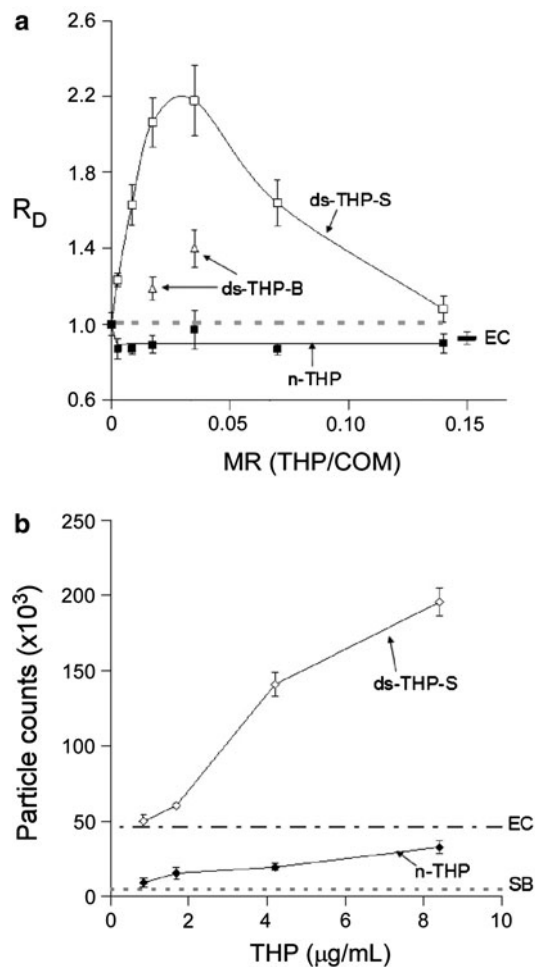 a
2.6
2.2
1.8
R_D
1.4
1.0
0.6
ds-THP-S
ds-THP-B
EC
n-THP
0 0.05 0.10 0.15
MR (THP/COM)
b
250
200
150
100
50
0
Particle counts (x10³)
ds-THP-S
EC
n-THP
SB
0 2 4 6 8 10
THP (μg/mL)